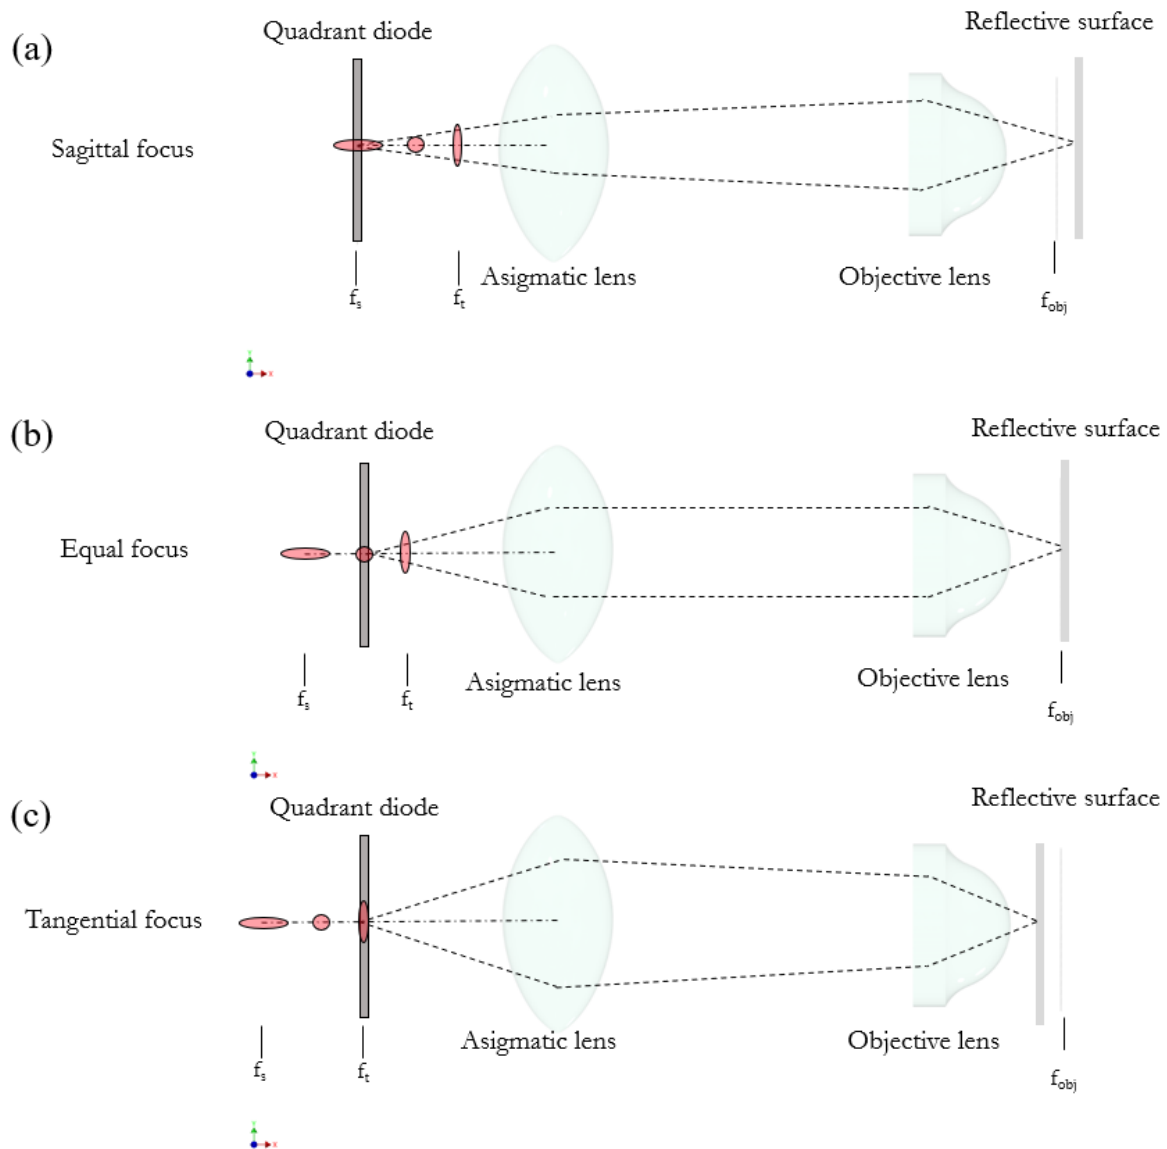 (a)
Quadrant diode
Reflective surface
Sagittal focus
Asigmatic lens
Objective lens
fs
ft
fobj
Y
X
(b)
Quadrant diode
Reflective surface
Equal focus
Asigmatic lens
Objective lens
fs
ft
fobj
Y
X
(c)
Quadrant diode
Reflective surface
Tangential focus
Asigmatic lens
Objective lens
fs
ft
fobj
Y
X